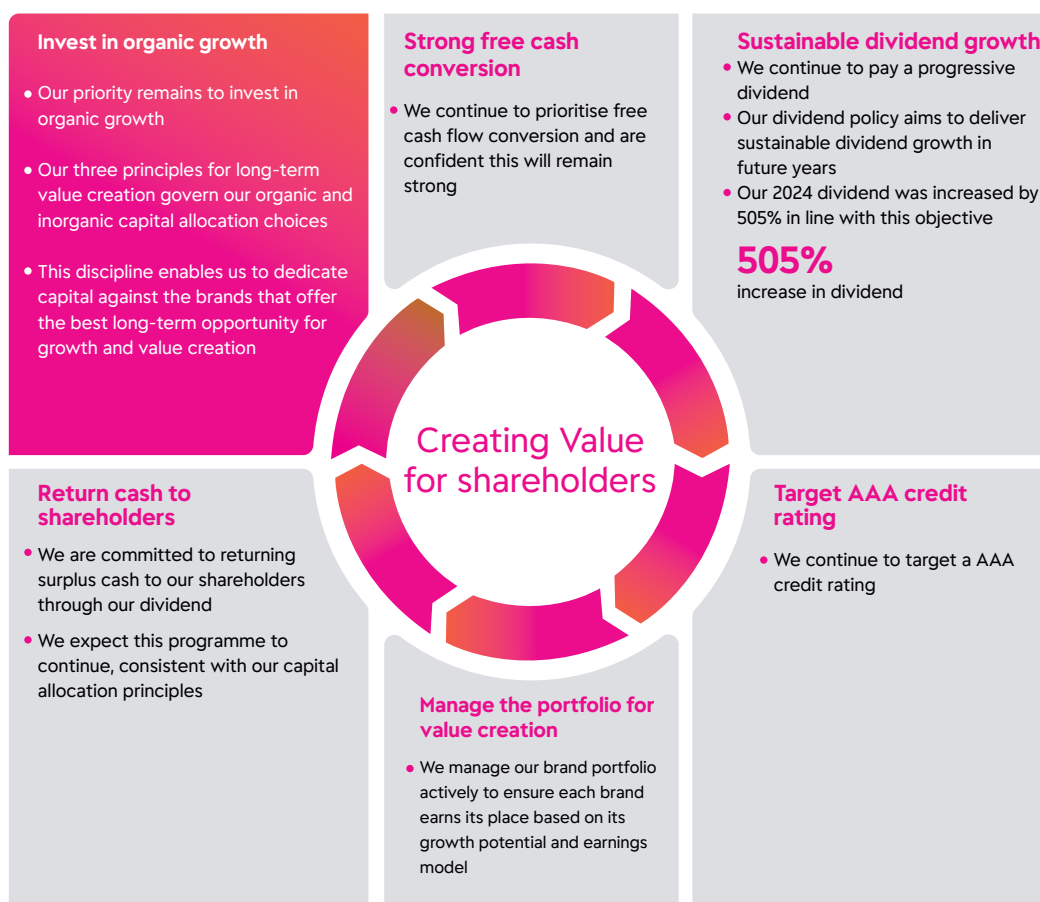 Invest in organic growth
Our priority remains to invest in
organic growth
Our three principles for long-term
value creation govern our organic and
inorganic capital allocation choices
This discipline enables us to dedicate
capital against the brands that offer
the best long-term opportunity for
growth and value creation
Strong free cash
conversion
We continue to prioritise free
cash flow conversion and are
confident this will remain
strong
Sustainable dividend growth
We continue to pay a progressive
dividend
Our dividend policy aims to deliver
sustainable dividend growth in
future years
Our 2024 dividend was increased by
505% in line with this objective
505%
increase in dividend
Creating Value
for shareholders
Return cash to
shareholders
We are committed to returning
surplus cash to our shareholders
through our dividend
We expect this programme to
continue, consistent with our capital
allocation principles
Manage the portfolio for
value creation
We manage our brand portfolio
actively to ensure each brand
earns its place based on its
growth potential and earnings
model
Target AAA credit
rating
We continue to target a AAA
credit rating